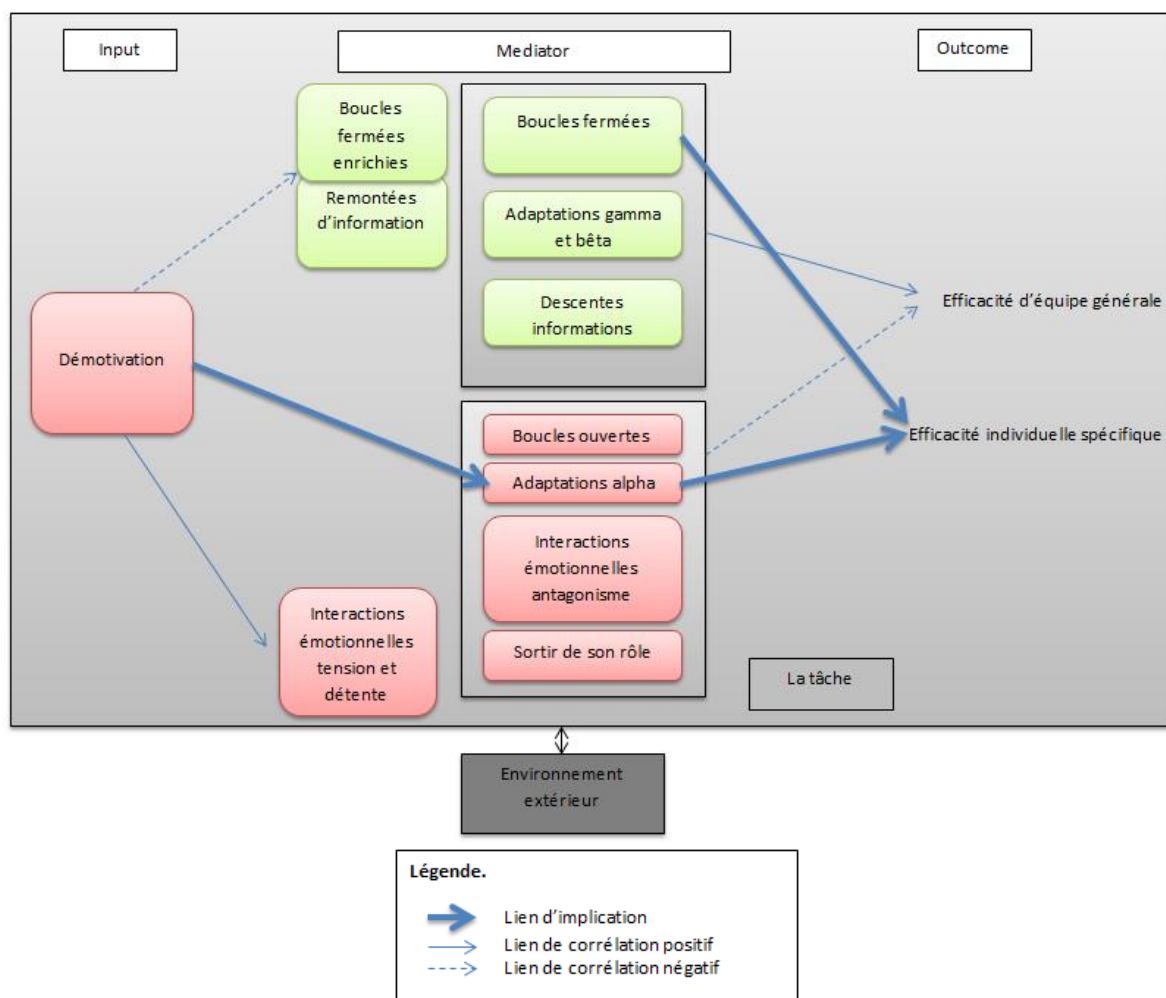 Input
Mediator
Outcome
Boucles
fermées
enrichies
Remontées
d'information
Boucles fermées
Adaptations gamma
et bêta
Descentes
informations
Démotivation
Efficacité d'équipe générale
Efficacité individuelle spécifique
Boucles ouvertes
Adaptations alpha
Interactions
émotionnelles
antagonisme
Sortir de son rôle
Interactions
émotionnelles
tension et
détente
La tâche
Environnement
extérieur
Légende.
Lien d'implication
Lien de corrélation positif
Lien de corrélation négatif